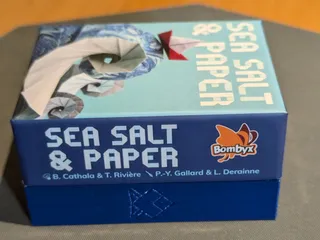 SEA SALT
& PAPER
SEA SALT
& PAPER
Bombyx
B. Cathala & T. Rivière P.-Y. Gallard & L. Derainne